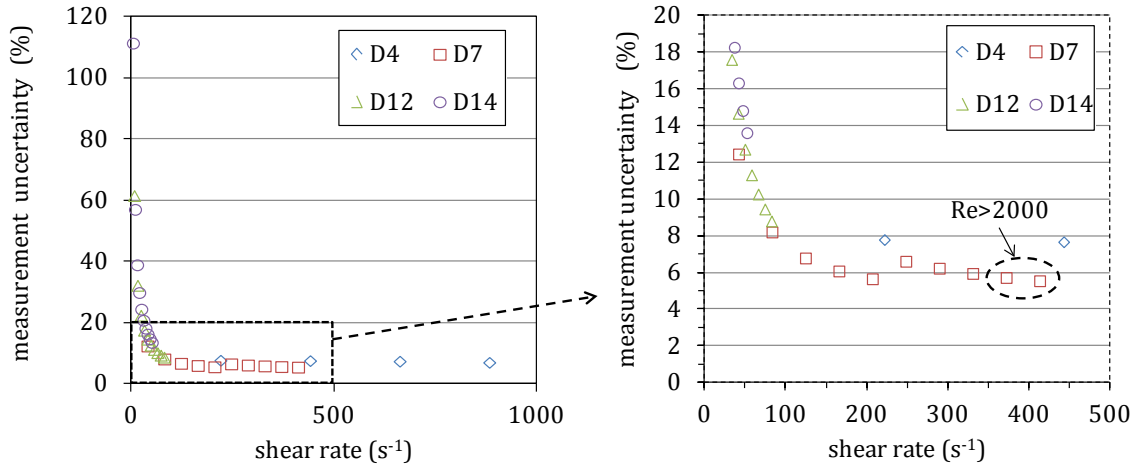 measurement uncertainty (%)
120
100
80
60
40
20
0
0 500 1000
shear rate (s⁻¹)
D4 D7
D12 D14
measurement uncertainty (%)
20
18
16
14
12
10
8
6
4
2
0
0 100 200 300 400 500
shear rate (s⁻¹)
D4 D7
D12 D14
Re>2000